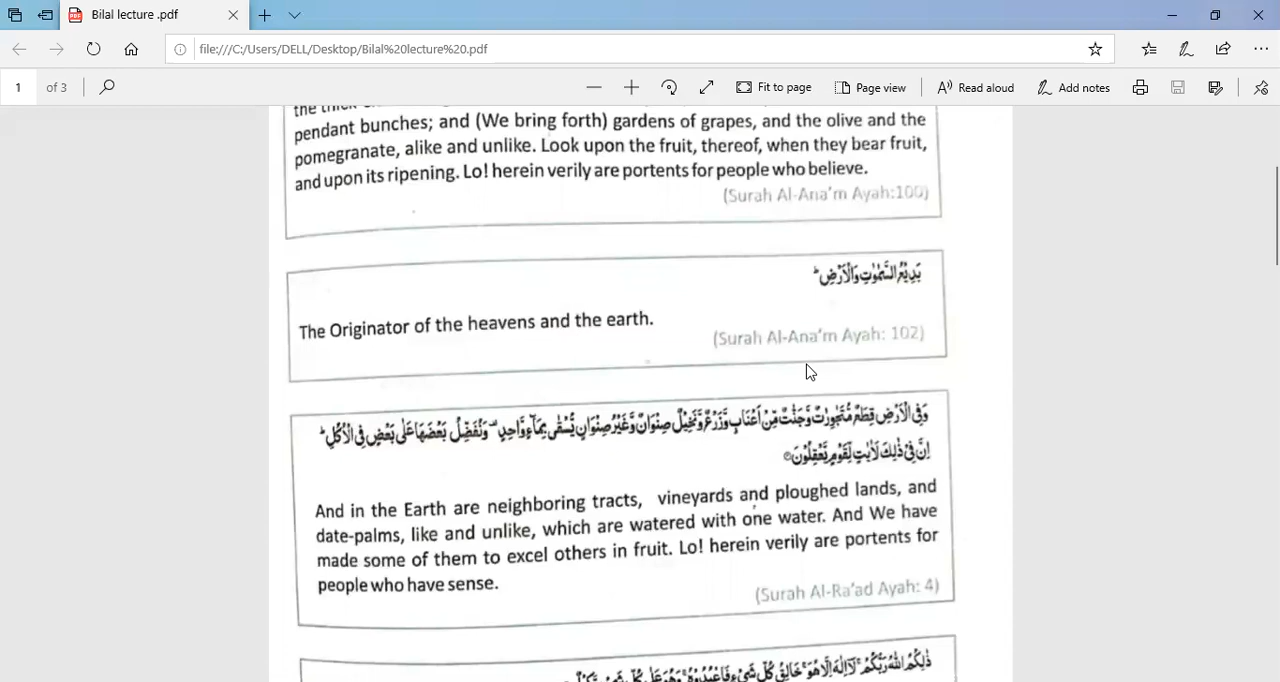 Bilal lecture .pdf
file:///C:/Users/DELL/Desktop/Bilal%20lecture%20.pdf
1 of 3 Fit to page Page view Read aloud Add notes
the thick
pendant bunches; and (We bring forth) gardens of grapes, and the olive and the
pomegranate, alike and unlike. Look upon the fruit, thereof, when they bear fruit,
and upon its ripening. Lo! herein verily are portents for people who believe.
(Surah Al-Ana'm Ayah:100)
بَدِيْعُ السَّمٰوٰتِ وَالْاَرْضِ ؕ
The Originator of the heavens and the earth.
(Surah Al-Ana'm Ayah: 102)
وَفِى الْاَرْضِ قِطَعٌ مُّتَجٰوِرٰتٌ وَّجَنّٰتٌ مِّنْ اَعْنَابٍ وَّزَرْعٌ وَّنَخِيْلٌ صِنْوَانٌ وَّغَيْرُ صِنْوَانٍ يُّسْقٰى بِمَآءٍ وَّاحِدٍ ۟ وَنُفَضِّلُ بَعْضَهَا عَلٰى بَعْضٍ فِى الْاُكُلِ ؕ
اِنَّ فِىْ ذٰلِكَ لَاٰيٰتٍ لِّقَوْمٍ يَّعْقِلُوْنَ
And in the Earth are neighboring tracts, vineyards and ploughed lands, and
date-palms, like and unlike, which are watered with one water. And We have
made some of them to excel others in fruit. Lo! herein verily are portents for
people who have sense.
(Surah Al-Ra'ad Ayah: 4)
ذٰلِكُمُ اللّٰهُ رَبُّكُمْ ۚ لَاۤ اِلٰهَ اِلَّا هُوَ ۚ خَالِقُ كُلِّ شَىْءٍ فَاعْبُدُوْهُ ۚ وَهُوَ عَلٰى كُلِّ